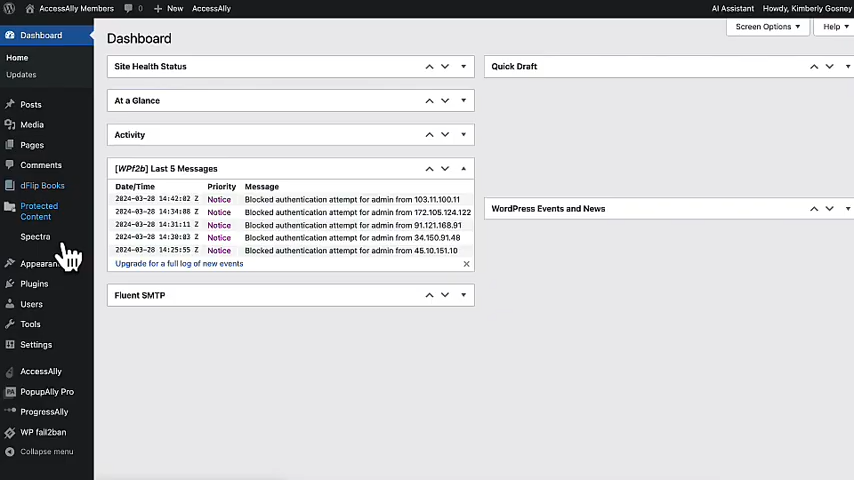 AccessAlly Members 0 + New AccessAlly AI Assistant Howdy, Kimberly Gosney
Screen Options ▼ Help ▼
Dashboard
Home
Updates
Posts
Media
Pages
Comments
dFlip Books
Protected
Content
Spectra
Appearan
Plugins
Users
Tools
Settings
AccessAlly
PopupAlly Pro
ProgressAlly
WP fail2ban
Collapse menu
Dashboard
Site Health Status
At a Glance
Activity
[WPf2b] Last 5 Messages
Date/Time Priority Message
2024-03-28 14:42:02 Z Notice Blocked authentication attempt for admin from 103.11.100.11
2024-03-28 14:34:08 Z Notice Blocked authentication attempt for admin from 172.105.124.122
2024-03-28 14:31:11 Z Notice Blocked authentication attempt for admin from 91.121.168.91
2024-03-28 14:30:03 Z Notice Blocked authentication attempt for admin from 34.150.91.48
2024-03-28 14:25:55 Z Notice Blocked authentication attempt for admin from 45.10.151.10
Upgrade for a full log of new events
Fluent SMTP
Quick Draft
WordPress Events and News